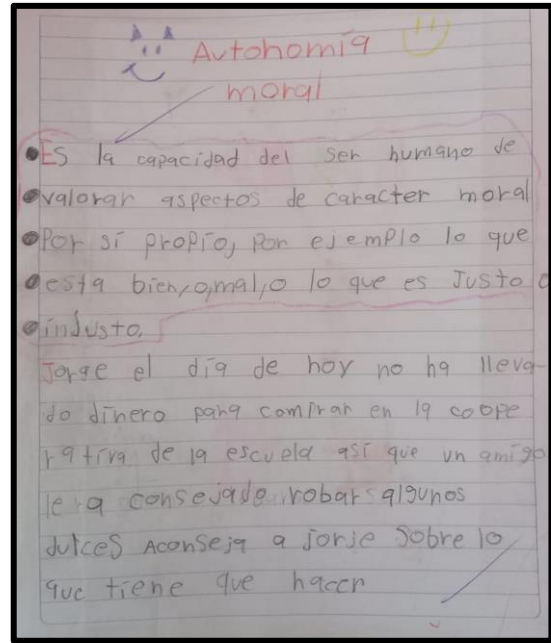 Autonomía
moral
Es la capacidad del ser humano de
valorar aspectos de caracter moral
Por sí propio, por ejemplo lo que
esta bien, o, mal, o lo que es Justo o
industo.
Jorge el día de hoy no ha lleva-
do dinero para comprar en la coope
rativa de la escuela así que un amigo
le a consejado robar algunos
dulces Aconseja a jorje sobre lo
que tiene que hacer